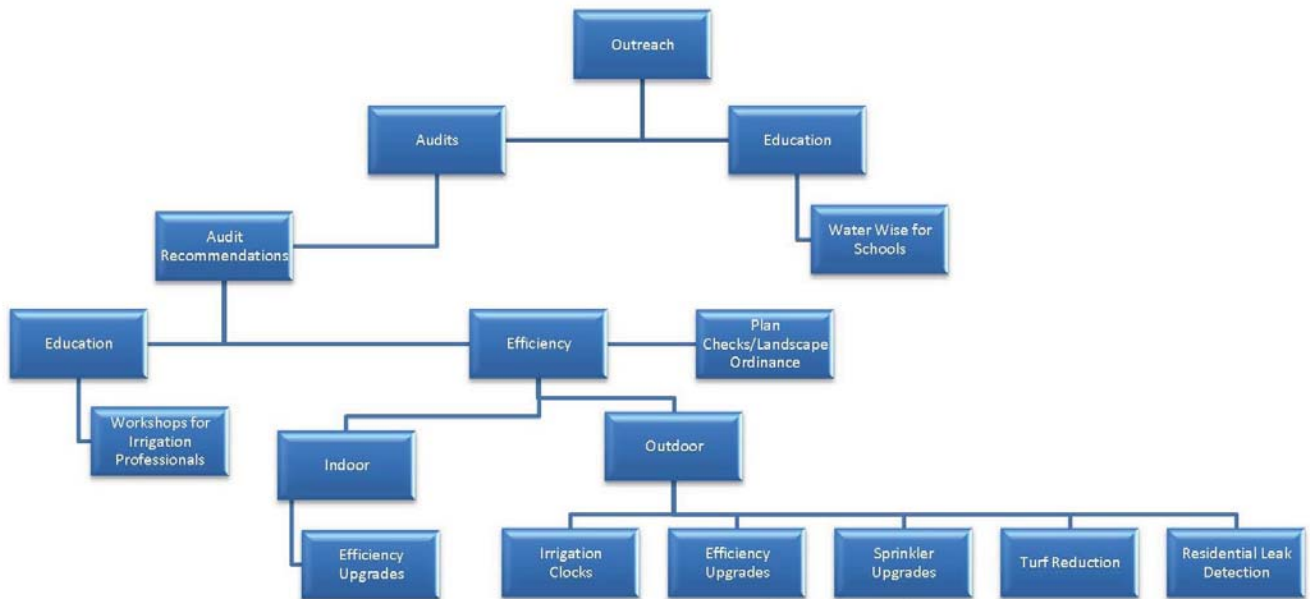 Outreach
Audits
Education
Audit
Recommendations
Water Wise for
Schools
Education
Efficiency
Plan
Checks/Landscape
Ordinance
Workshops for
Irrigation
Professionals
Indoor
Outdoor
Efficiency
Upgrades
Irrigation
Clocks
Efficiency
Upgrades
Sprinkler
Upgrades
Turf Reduction
Residential Leak
Detection